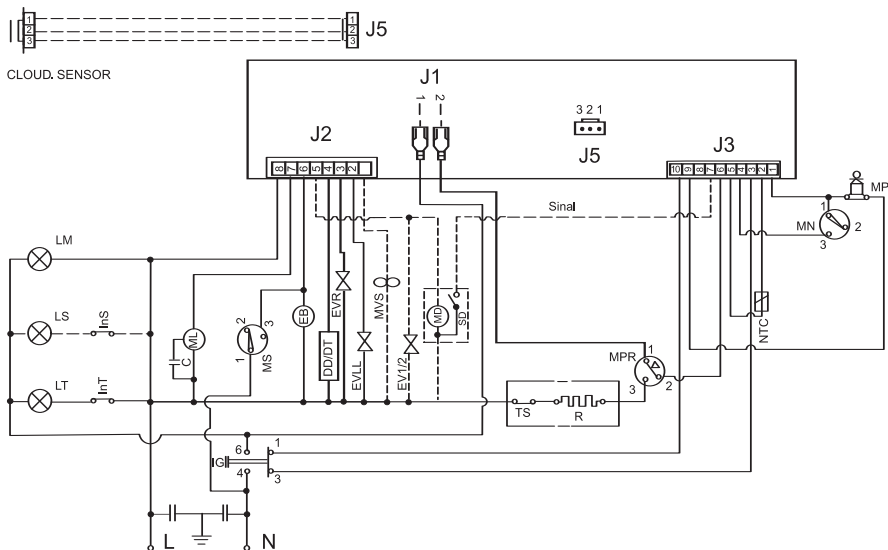 1
2
3
1
2
3
J5
CLOUD. SENSOR
J1
1 2
J2
3 2 1
J5
J3
8 7 6 5 4 3 2
10 9 8 7 6 5 4 3 2 1
Sinal
MP
1
MN
2
3
LM
LS
InS
LT
InT
C
ML
2
3
1
MS
EB
DD/DT
EVR
EVLL
MVS
EV1/2
MD
SD
NTC
MPR
1
3
2
TS
R
6
1
IG
4
3
L
N